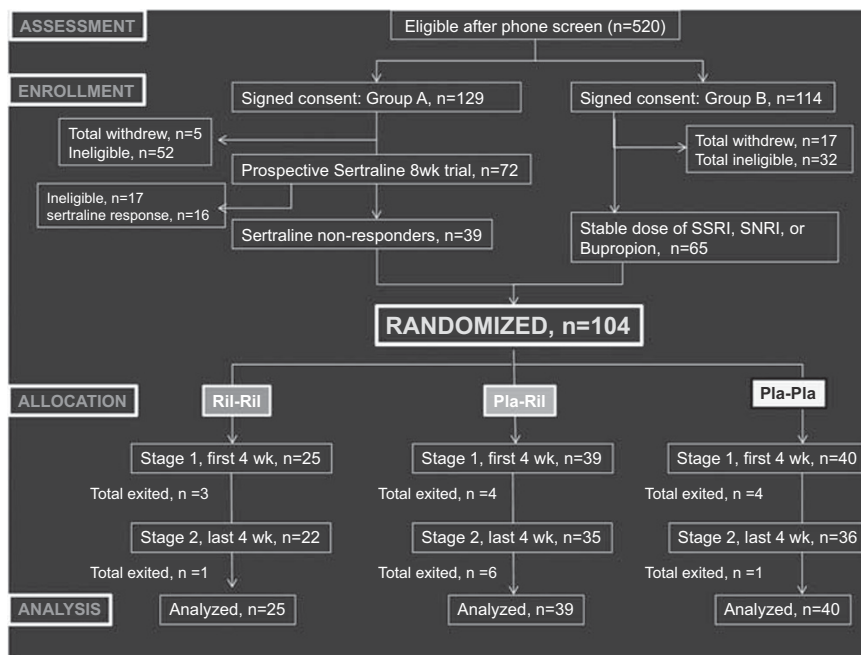 ASSESSMENT
Eligible after phone screen (n=520)
ENROLLMENT
Signed consent: Group A, n=129
Signed consent: Group B, n=114
Total withdrew, n=5
Ineligible, n=52
Total withdrew, n=17
Total ineligible, n=32
Prospective Sertraline 8wk trial, n=72
Ineligible, n=17
sertraline response, n=16
Sertraline non-responders, n=39
Stable dose of SSRI, SNRI, or
Bupropion, n=65
RANDOMIZED, n=104
ALLOCATION
Ril-Ril
Pla-Ril
Pla-Pla
Stage 1, first 4 wk, n=25
Stage 1, first 4 wk, n=39
Stage 1, first 4 wk, n=40
Total exited, n =3
Total exited, n =4
Total exited, n =4
Stage 2, last 4 wk, n=22
Stage 2, last 4 wk, n=35
Stage 2, last 4 wk, n=36
Total exited, n =1
Total exited, n =6
Total exited, n =1
ANALYSIS
Analyzed, n=25
Analyzed, n=39
Analyzed, n=40